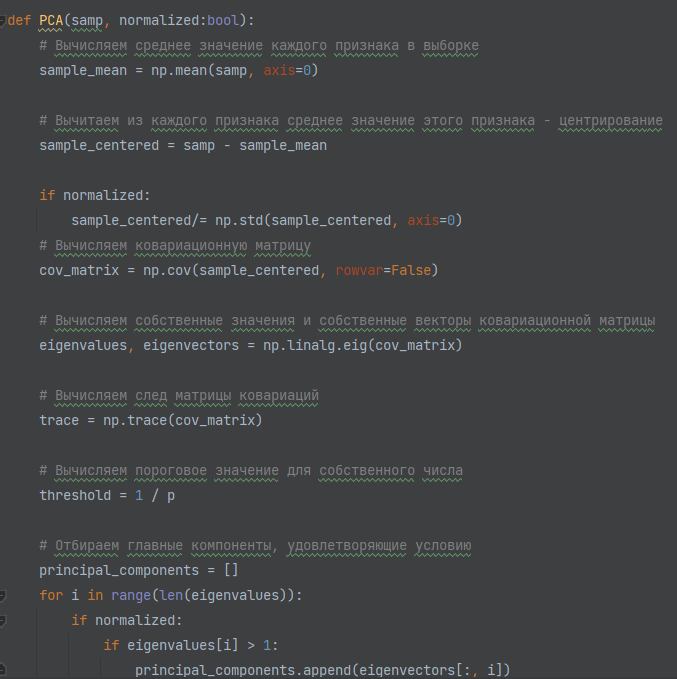 def PCA(samp, normalized:bool):
# Вычисляем среднее значение каждого признака в выборке
sample_mean = np.mean(samp, axis=0)
# Вычитаем из каждого признака среднее значение этого признака - центрирование
sample_centered = samp - sample_mean
if normalized:
sample_centered/= np.std(sample_centered, axis=0)
# Вычисляем ковариационную матрицу
cov_matrix = np.cov(sample_centered, rowvar=False)
# Вычисляем собственные значения и собственные векторы ковариационной матрицы
eigenvalues, eigenvectors = np.linalg.eig(cov_matrix)
# Вычисляем след матрицы ковариаций
trace = np.trace(cov_matrix)
# Вычисляем пороговое значение для собственного числа
threshold = 1 / p
# Отбираем главные компоненты, удовлетворяющие условию
principal_components = []
for i in range(len(eigenvalues)):
if normalized:
if eigenvalues[i] > 1:
principal_components.append(eigenvectors[:, i])